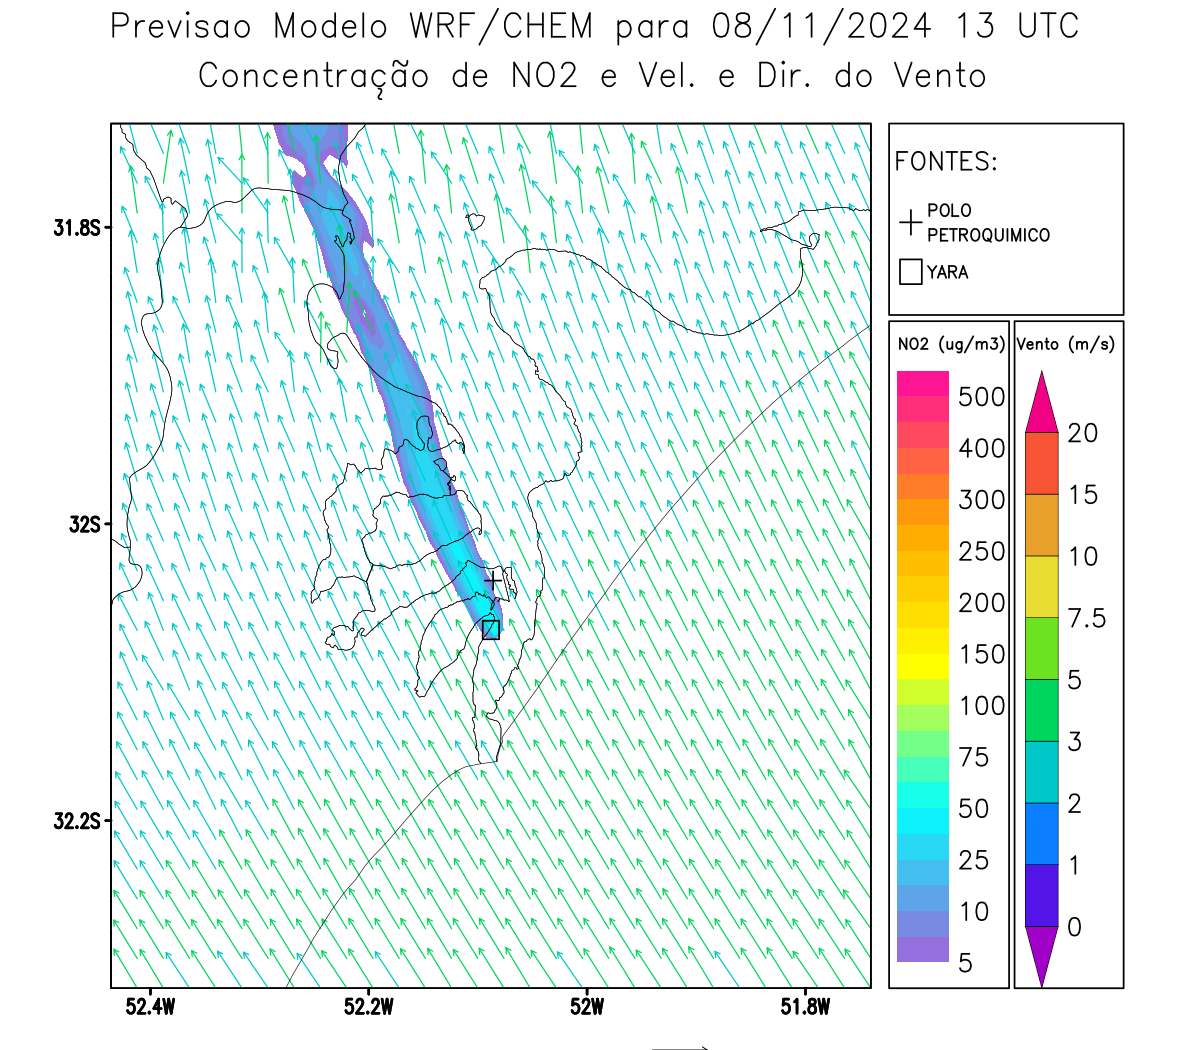 Previsao Modelo WRF/CHEM para 08/11/2024 13 UTC
Concentração de NO2 e Vel. e Dir. do Vento
FONTES:
POLO
PETROQUIMICO
YARA
NO2 (ug/m3)
500
400
300
250
200
150
100
75
50
25
10
5
Vento (m/s)
20
15
10
7.5
5
3
2
1
0
31.8S
32S
32.2S
52.4W
52.2W
52W
51.8W